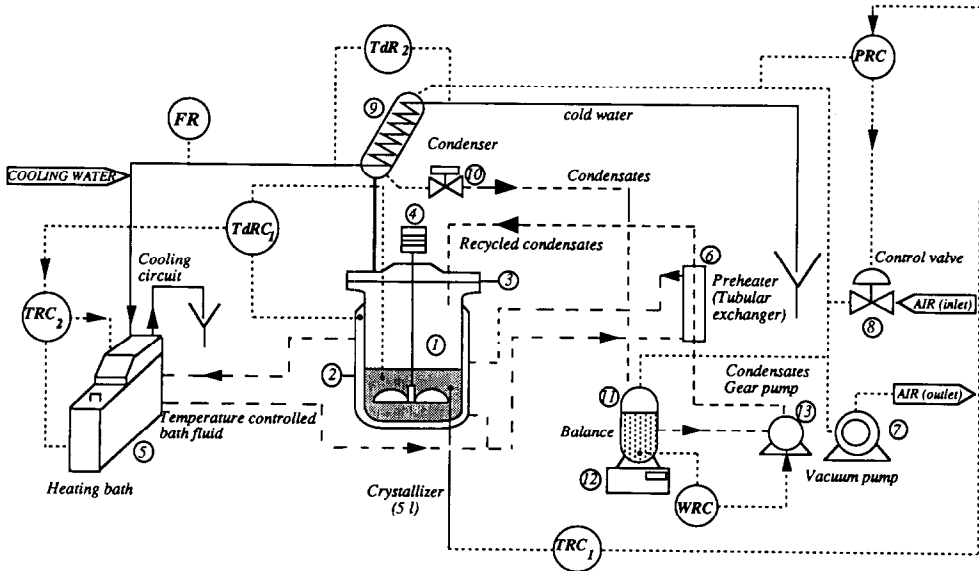 TdR2
PRC
9
cold water
FR
Condenser
COOLING WATER
10
Condensates
TdRC1
4
Recycled condensates
6
Control valve
Cooling
circuit
3
Preheater
(Tubular
exchanger)
TRC2
AIR (inlet)
8
1
2
Condensates
Gear pump
11
13
AIR (outlet)
Temperature controlled
bath fluid
Balance
7
5
Vacuum pump
Heating bath
12
Crystallizer
(5 l)
WRC
TRC1